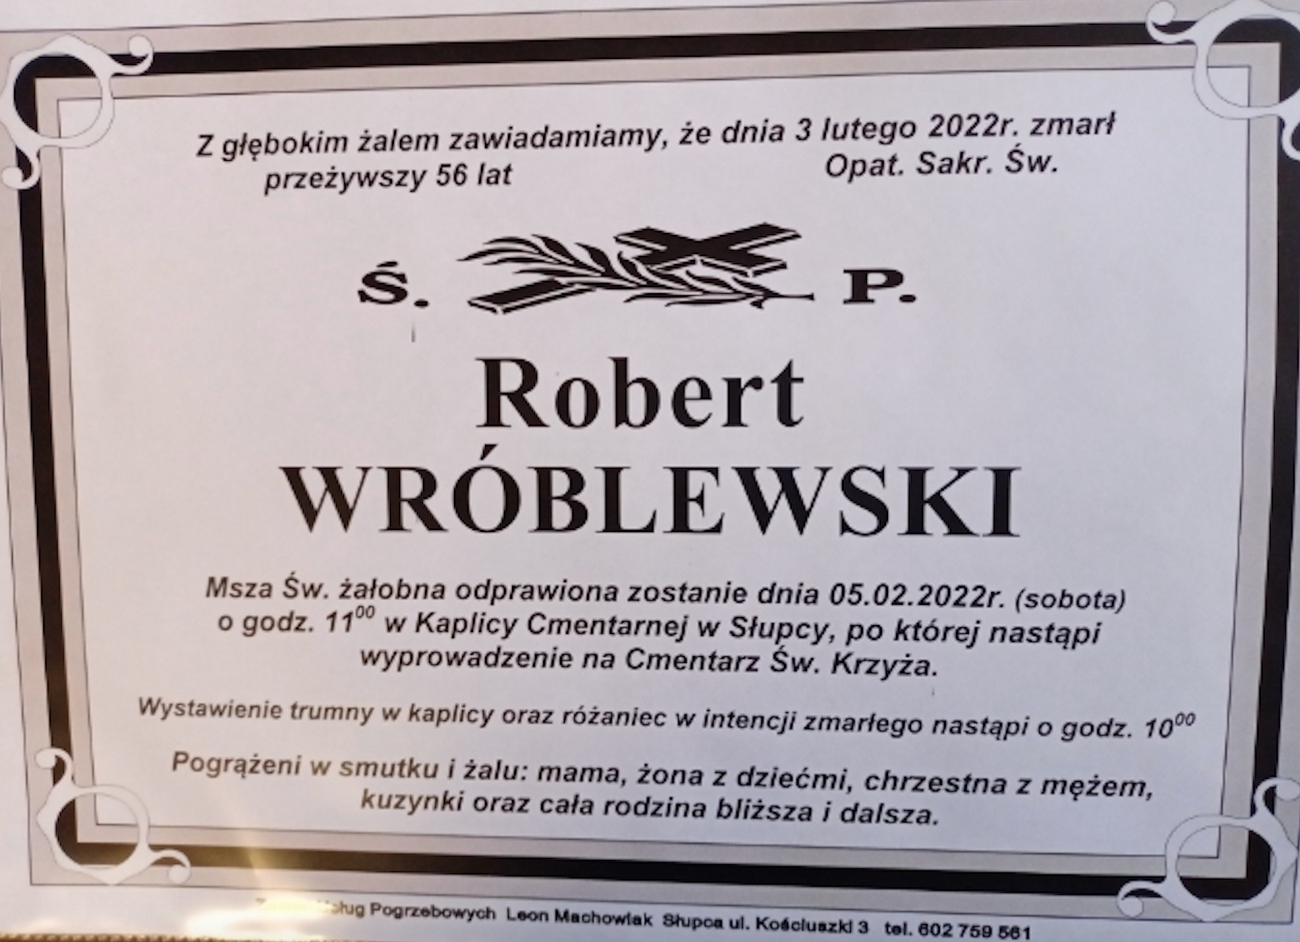 Z głębokim żalem zawiadamiamy, że dnia 3 lutego 2022r. zmarł
przeżywszy 56 lat Opat. Sakr. Św.
Ś. P.
Robert
WRÓBLEWSKI
Msza Św. żałobna odprawiona zostanie dnia 05.02.2022r. (sobota)
o godz. 11⁰⁰ w Kaplicy Cmentarnej w Słupcy, po której nastąpi
wyprowadzenie na Cmentarz Św. Krzyża.
Wystawienie trumny w kaplicy oraz różaniec w intencji zmarłego nastąpi o godz. 10⁰⁰
Pogrążeni w smutku i żalu: mama, żona z dziećmi, chrzestna z mężem,
kuzynki oraz cała rodzina bliższa i dalsza.
Pogrzebowych Leon Machowiak Słupca ul. Kościuszki 3 tel. 602 759 561